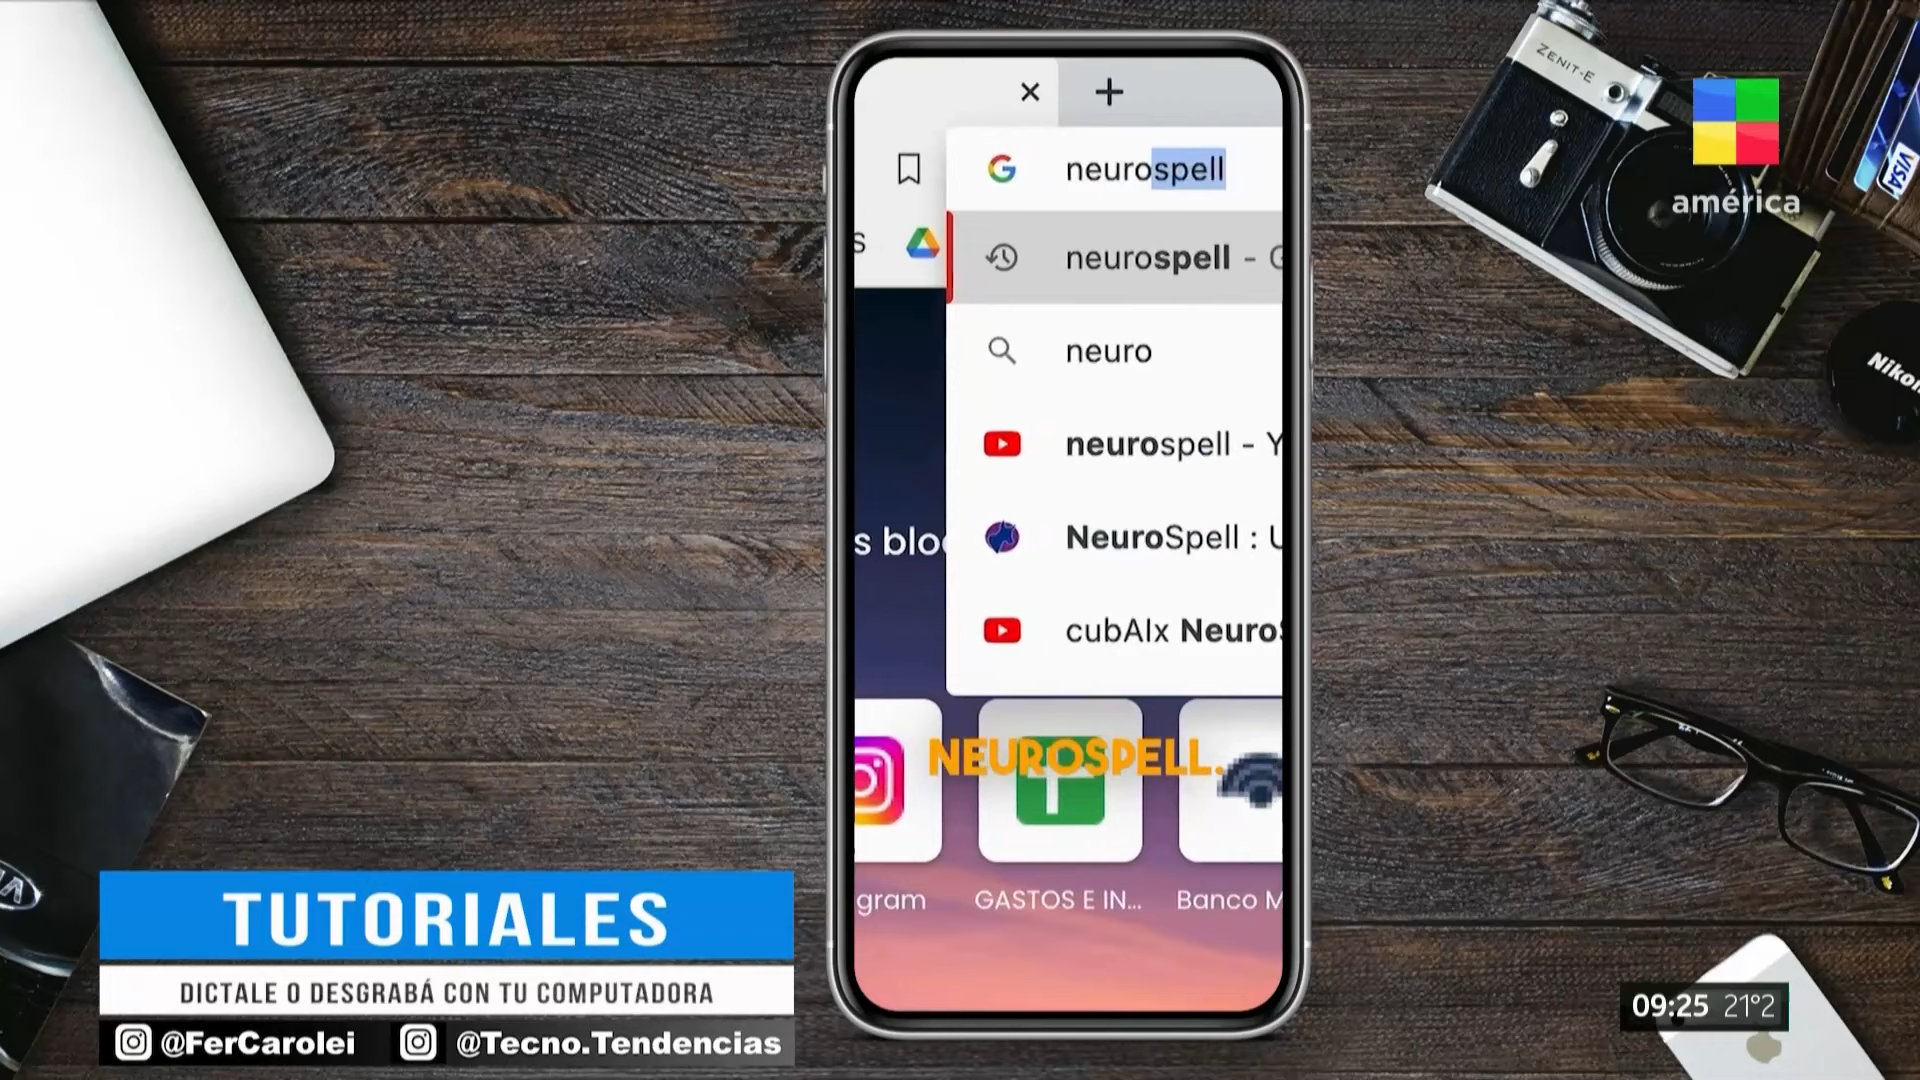 ZENIT-E
VISA
américa
Nikon
neurospell
neurospell - G
neuro
neurospell - Y
NeuroSpell : U
cubAIx NeuroS
s
s bloc
NEUROSPELL.
gram
GASTOS E IN...
Banco M
TUTORIALES
DICTALE O DESGRABÁ CON TU COMPUTADORA
@FerCarolei
@Tecno.Tendencias
09:25 21°2